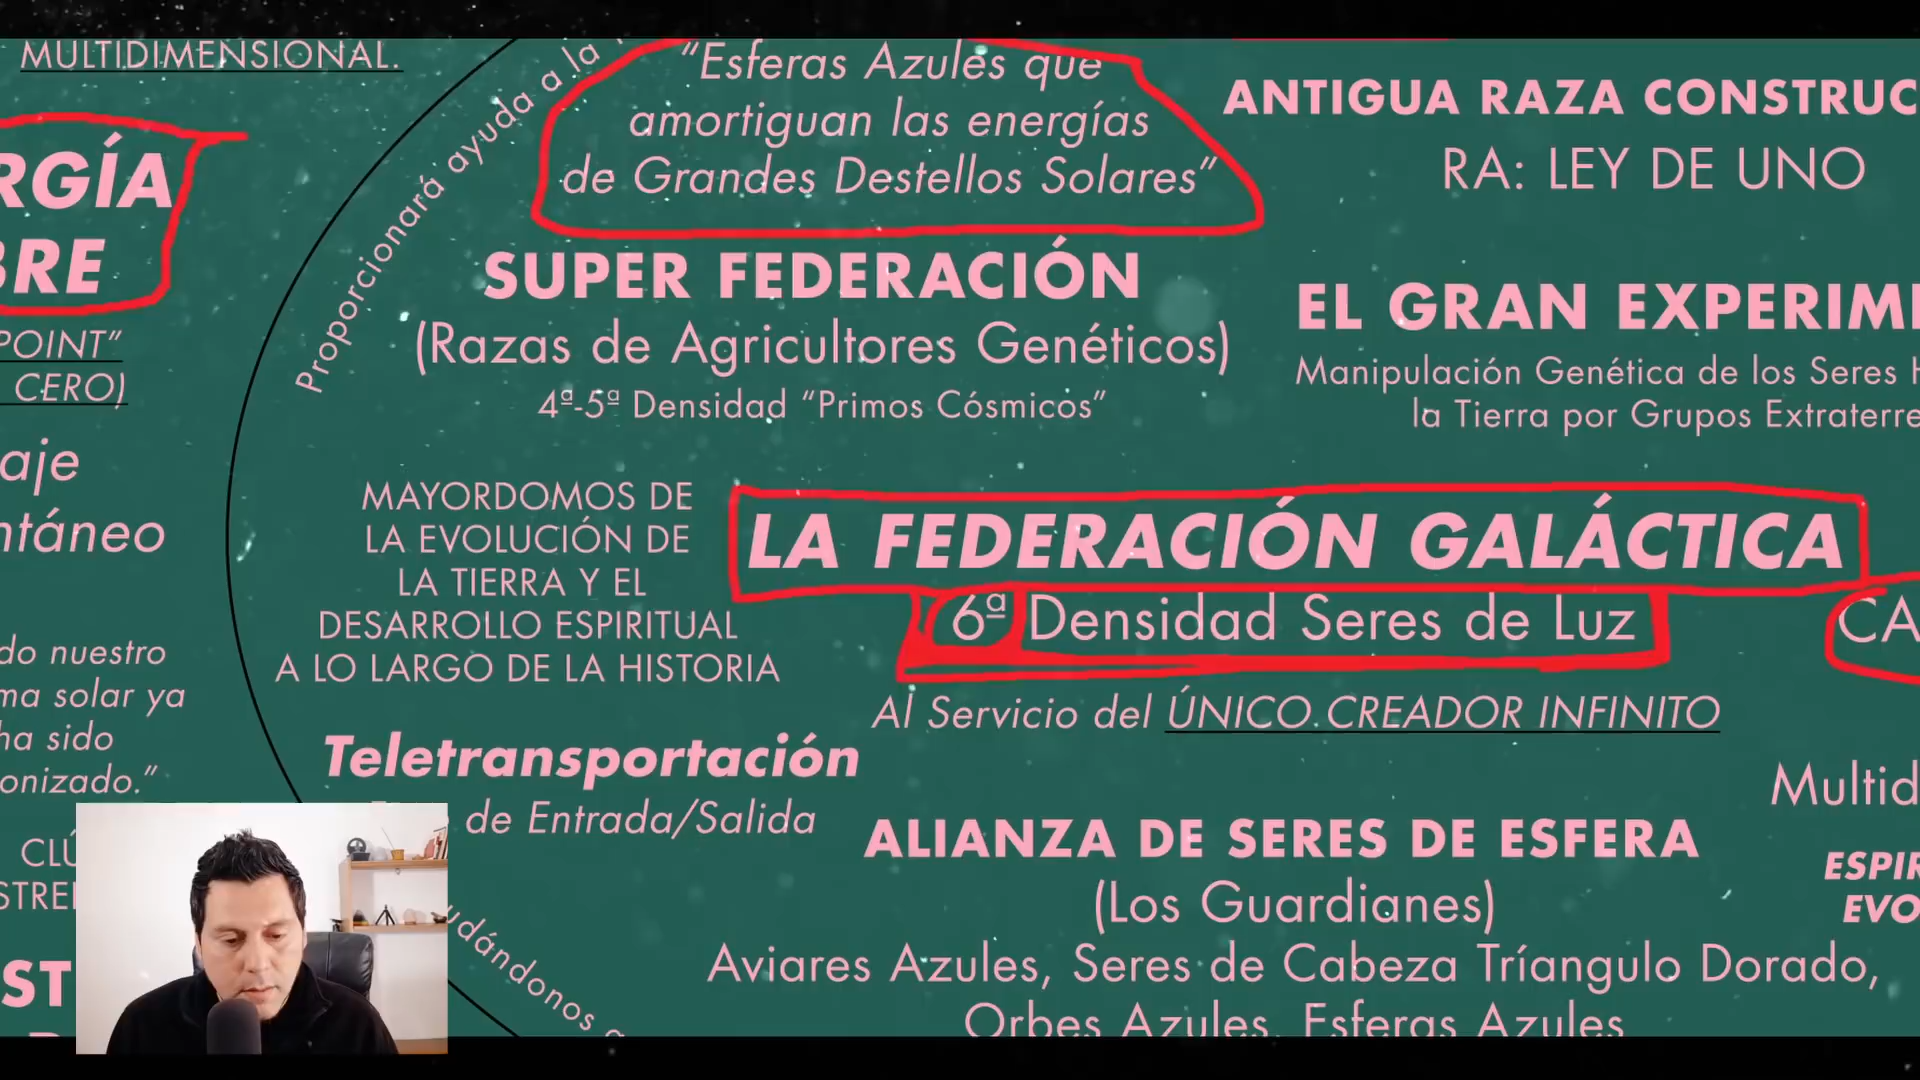 MULTIDIMENSIONAL.
RGÍA
BRE
POINT”
CERO)
aje
ntáneo
do nuestro
ma solar ya
ha sido
onizado.”
CLÚ
STREL
ST
Proporcionará ayuda a la
“Esferas Azules que
amortiguan las energías
de Grandes Destellos Solares”
SUPER FEDERACIÓN
(Razas de Agricultores Genéticos)
4ª-5ª Densidad “Primos Cósmicos”
MAYORDOMOS DE
LA EVOLUCIÓN DE
LA TIERRA Y EL
DESARROLLO ESPIRITUAL
A LO LARGO DE LA HISTORIA
Teletransportación
de Entrada/Salida
udándonos a
LA FEDERACIÓN GALÁCTICA
6ª Densidad Seres de Luz
Al Servicio del ÚNICO CREADOR INFINITO
ALIANZA DE SERES DE ESFERA
(Los Guardianes)
Aviares Azules, Seres de Cabeza Tríangulo Dorado,
Orbes Azules, Esferas Azules
ANTIGUA RAZA CONSTRUC
RA: LEY DE UNO
EL GRAN EXPERIM
Manipulación Genética de los Seres H
la Tierra por Grupos Extraterre
CA
Multid
ESPIR
EVO